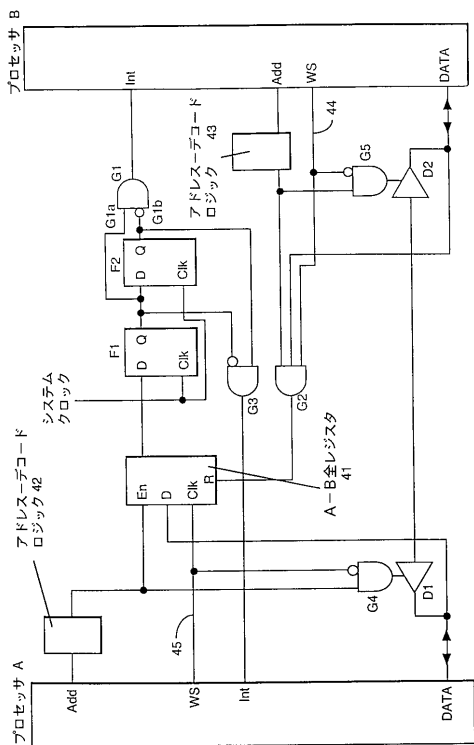 プロセッサ B
Int
Add
WS
DATA
44
アドレスーデコード
ロジック
43
G1
G1a
G1b
G5
D2
F2
D
Q
Clk
F1
D
Q
Clk
G3
G2
システム
クロック
アドレスーデコード
ロジック 42
En
D
Clk
R
A－B全レジスタ
41
G4
D1
45
プロセッサ A
Add
WS
Int
DATA